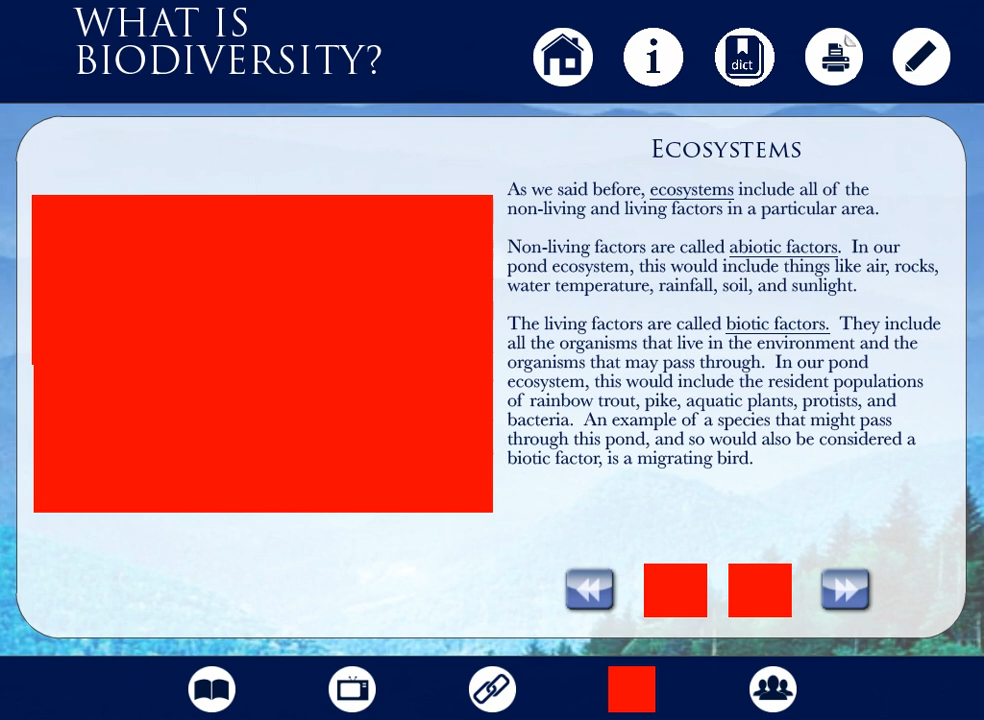 WHAT IS
BIODIVERSITY?
dict
Ecosystems
As we said before, ecosystems include all of the
non-living and living factors in a particular area.
Non-living factors are called abiotic factors. In our
pond ecosystem, this would include things like air, rocks,
water temperature, rainfall, soil, and sunlight.
The living factors are called biotic factors. They include
all the organisms that live in the environment and the
organisms that may pass through. In our pond
ecosystem, this would include the resident populations
of rainbow trout, pike, aquatic plants, protists, and
bacteria. An example of a species that might pass
through this pond, and so would also be considered a
biotic factor, is a migrating bird.